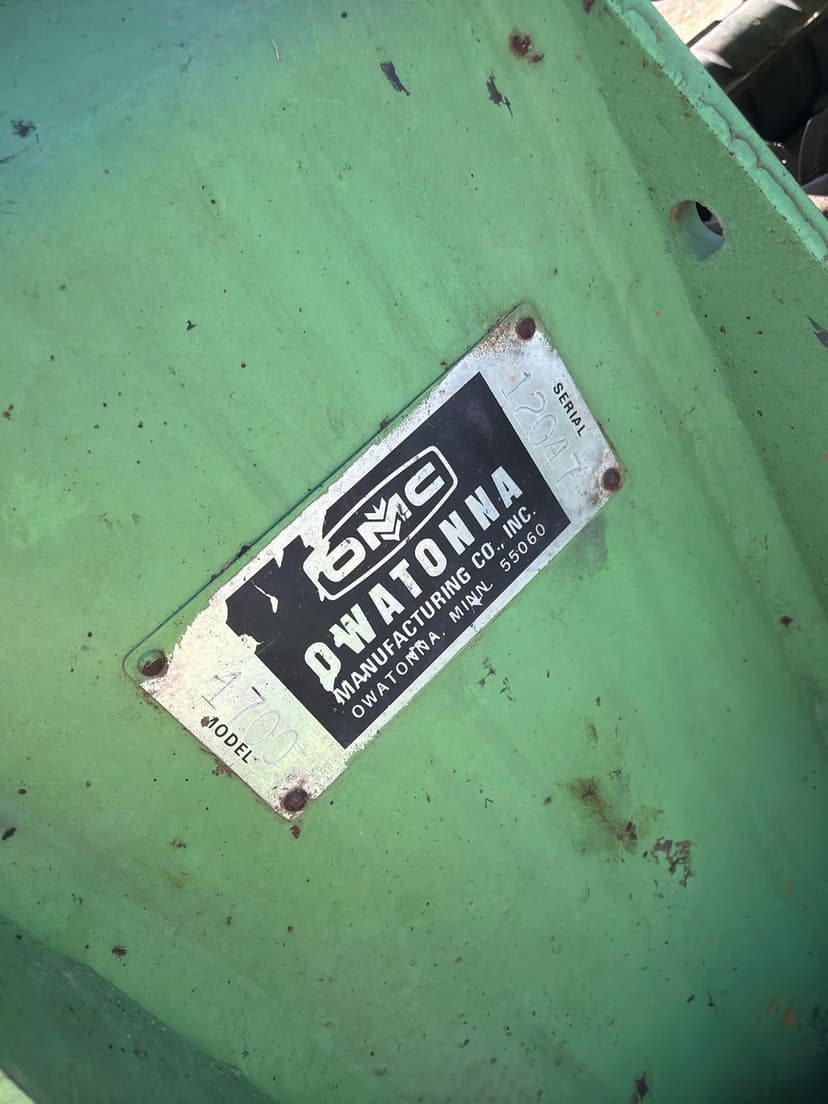 OMC
OWATONNA
MANUFACTURING CO., INC.
OWATONNA, MINN. 55060
1700
MODEL
SERIAL
12047